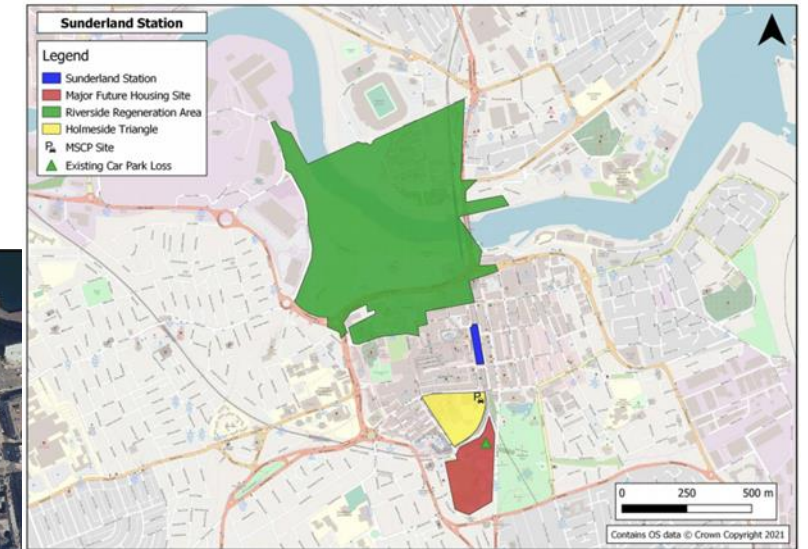 Sunderland Station
Legend
Sunderland Station
Major Future Housing Site
Riverside Regeneration Area
Holmeside Triangle
P MSCP Site
Existing Car Park Loss
P
0 250 500 m
Contains OS data © Crown Copyright 2021